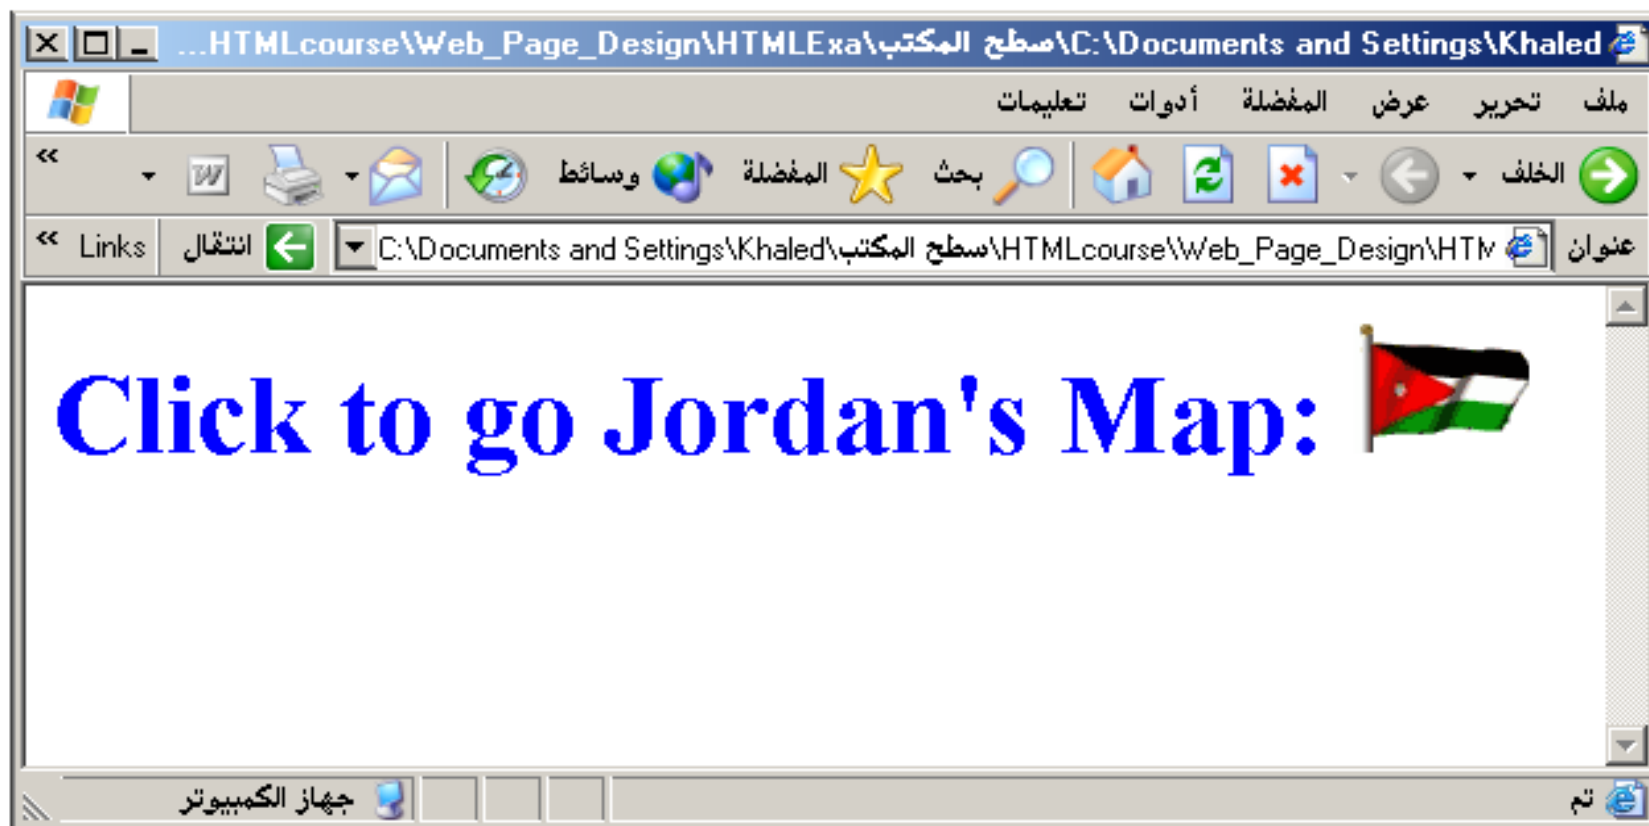 C:\Documents and Settings\Khaled\سطح المكتب\HTMLcourse\Web_Page_Design\HTMLExa...
ملف تحرير عرض المفضلة أدوات تعليمات
الخلف بحث المفضلة وسائط »
عنوان C:\Documents and Settings\Khaled\سطح المكتب\HTMLcourse\Web_Page_Design\HTM انتقال Links »
Click to go Jordan's Map:
تم جهاز الكمبيوتر